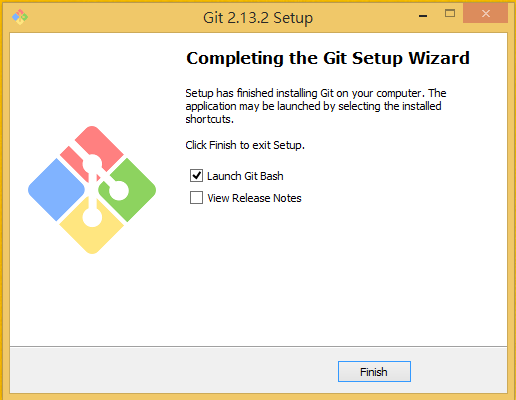 Git 2.13.2 Setup
Completing the Git Setup Wizard
Setup has finished installing Git on your computer. The
application may be launched by selecting the installed
shortcuts.
Click Finish to exit Setup.
Launch Git Bash
View Release Notes
Finish